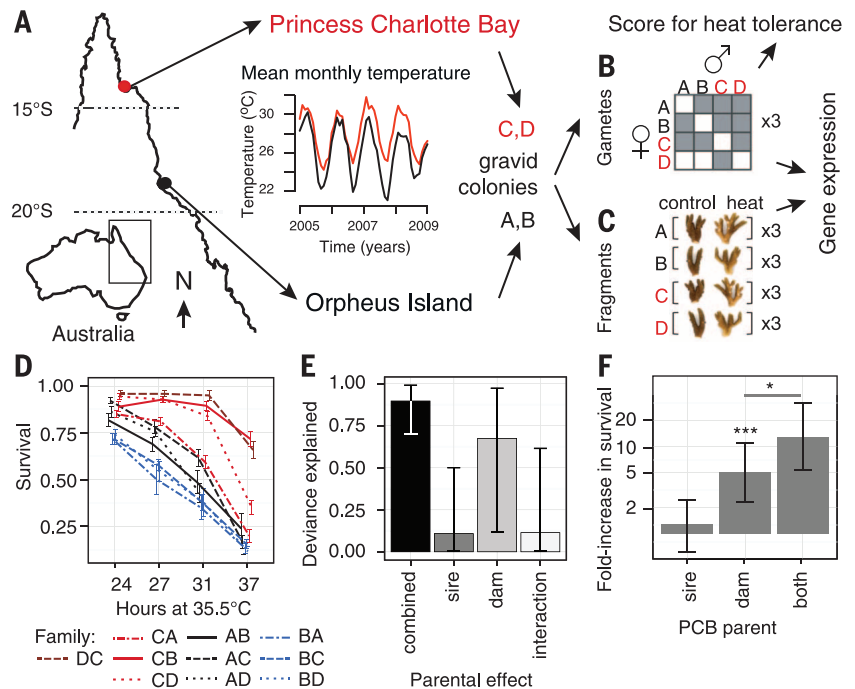 A
Princess Charlotte Bay
15°S
20°S
Australia
N
Orpheus Island
Mean monthly temperature
Temperature (°C)
30
28
26
22
2005
2007
2009
Time (years)
C,D
gravid
colonies
A,B
Score for heat tolerance
B
Gametes
♂
A B C D
♀
A
B
C
D
x3
Gene expression
C
Fragments
control heat
A x3
B x3
C x3
D x3
D
Survival
1.00
0.75
0.50
0.25
24 27 31 37
Hours at 35.5°C
Family:
DC
CA
CB
CD
AB
AC
AD
BA
BC
BD
E
Deviance explained
1.00
0.75
0.50
0.25
0.00
combined
sire
dam
interaction
Parental effect
F
Fold-increase in survival
20
10
5
2
***
*
sire
dam
both
PCB parent